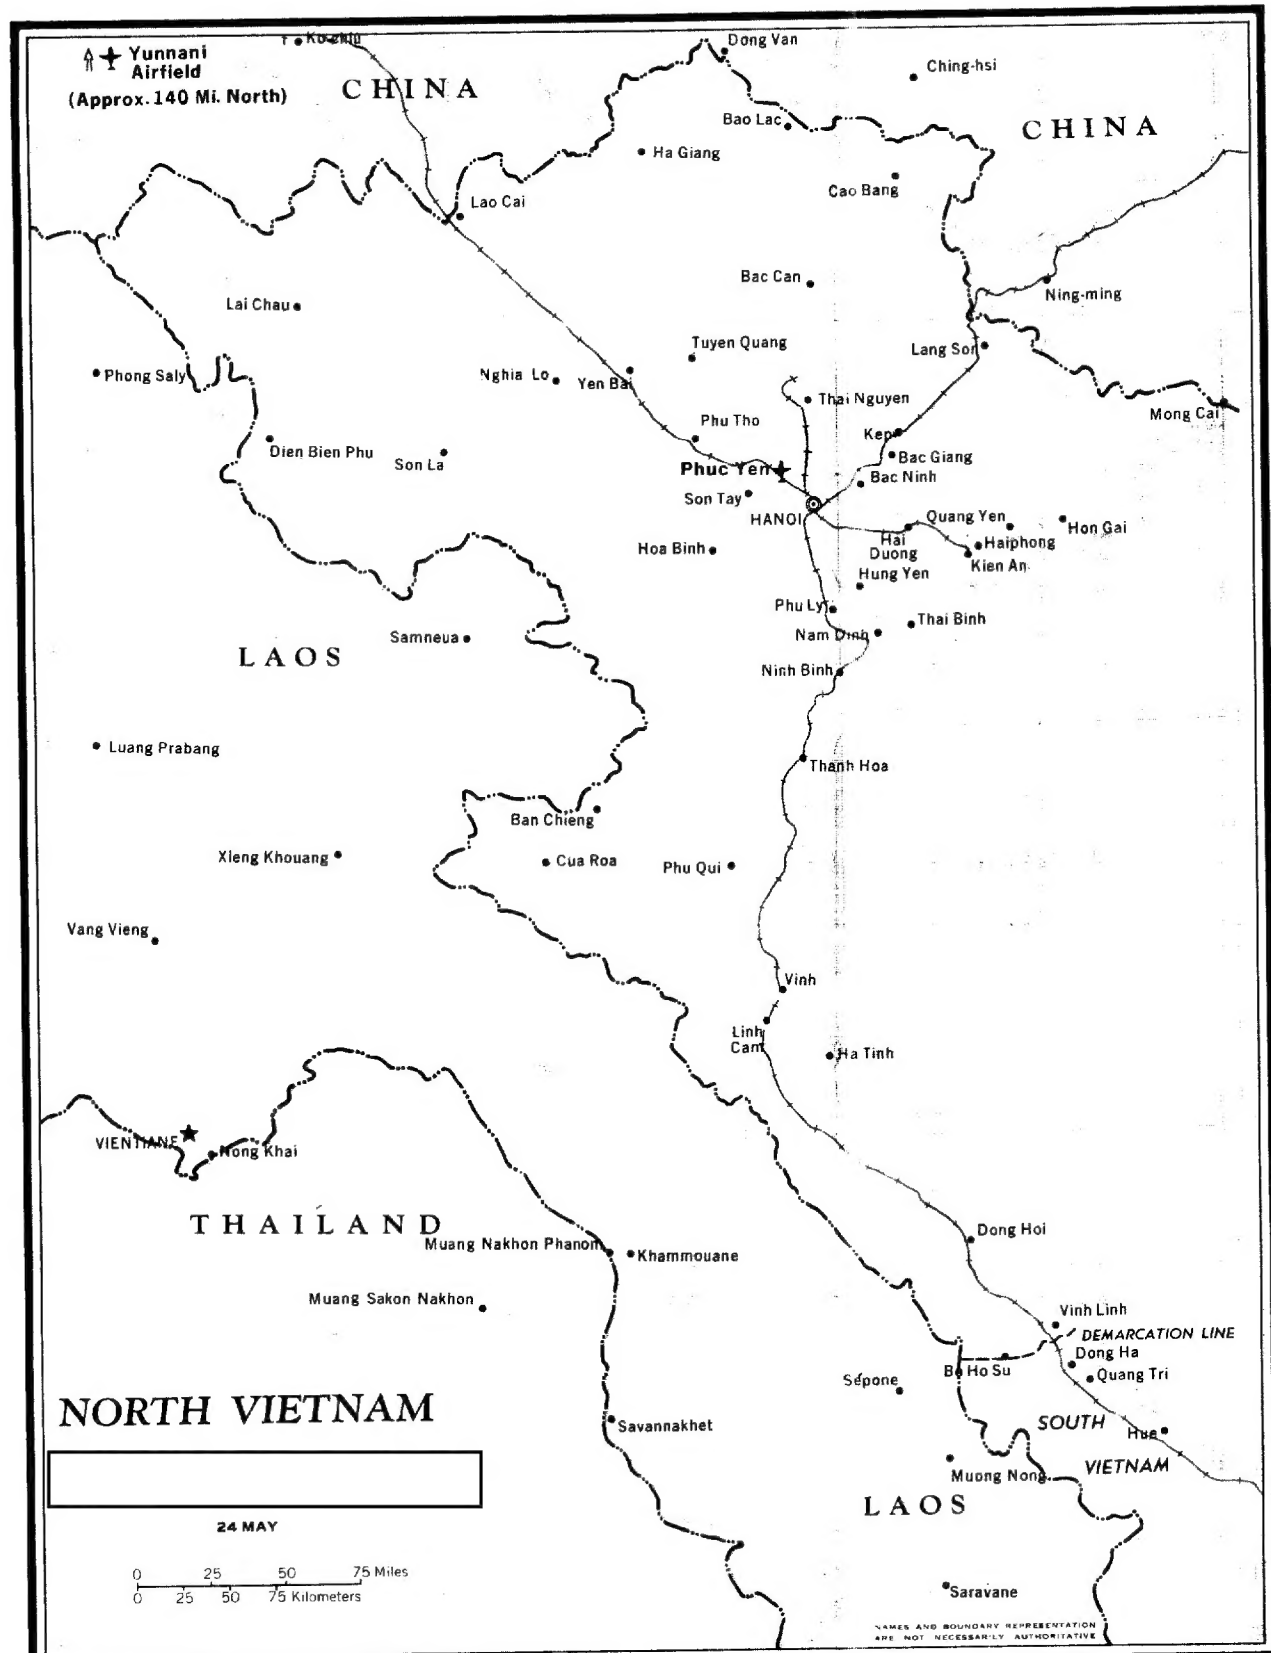 Yunnani
Airfield
(Approx. 140 Mi. North)
CHINA
Dong Van
Ching-hsi
CHINA
Bao Lac
Ha Giang
Cao Bang
Lao Cai
Bac Can
Ning-ming
Lai Chau
Tuyen Quang
Lang Son
Phong Saly
Nghia Lo
Yen Bai
Thai Nguyen
Mong Cai
Phu Tho
Kep
Dien Bien Phu
Son La
Bac Giang
Phuc Yen
Bac Ninh
Son Tay
HANOI
Quang Yen
Hon Gai
Hai
Duong
Haiphong
Hoa Binh
Kien An
Hung Yen
Phu Ly
Thai Binh
Nam Dinh
Samneua
LAOS
Ninh Binh
Luang Prabang
Thanh Hoa
Ban Chieng
Xieng Khouang
Cua Roa
Phu Qui
Vang Vieng
Vinh
Linh
Cam
Ha Tinh
VIENTIANE
Nong Khai
THAILAND
Dong Hoi
Muang Nakhon Phanom
Khammouane
Muang Sakon Nakhon
Vinh Linh
DEMARCATION LINE
Dong Ha
Bo Ho Su
Quang Tri
Sepone
NORTH VIETNAM
Savannakhet
SOUTH
VIETNAM
Hue
Muong Nong
LAOS
24 MAY
0 25 50 75 Miles
0 25 50 75 Kilometers
Saravane
NAMES AND BOUNDARY REPRESENTATION
ARE NOT NECESSARILY AUTHORITATIVE